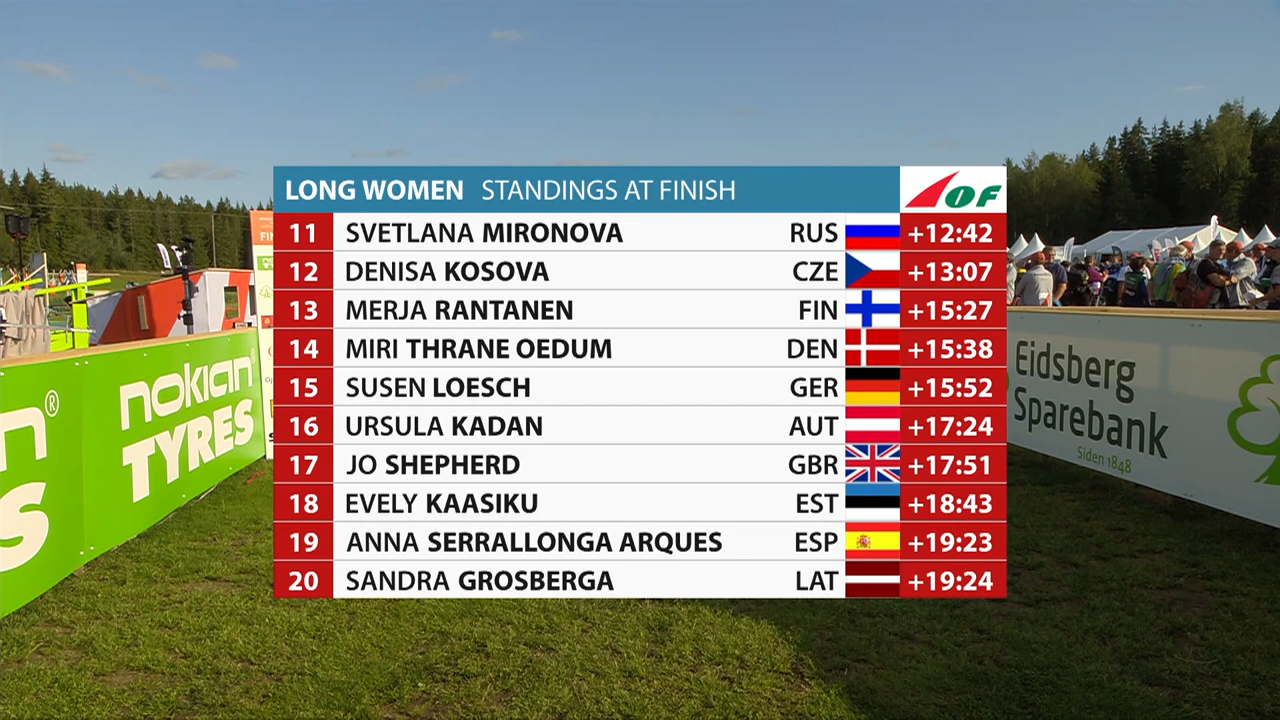 LONG WOMEN STANDINGS AT FINISH
IOF
11 SVETLANA MIRONOVA RUS +12:42
12 DENISA KOSOVA CZE +13:07
13 MERJA RANTANEN FIN +15:27
14 MIRI THRANE OEDUM DEN +15:38
15 SUSEN LOESCH GER +15:52
16 URSULA KADAN AUT +17:24
17 JO SHEPHERD GBR +17:51
18 EVELY KAASIKU EST +18:43
19 ANNA SERRALLONGA ARQUES ESP +19:23
20 SANDRA GROSBERGA LAT +19:24
nokian®
TYRES
Eidsberg
Sparebank
Siden 1848